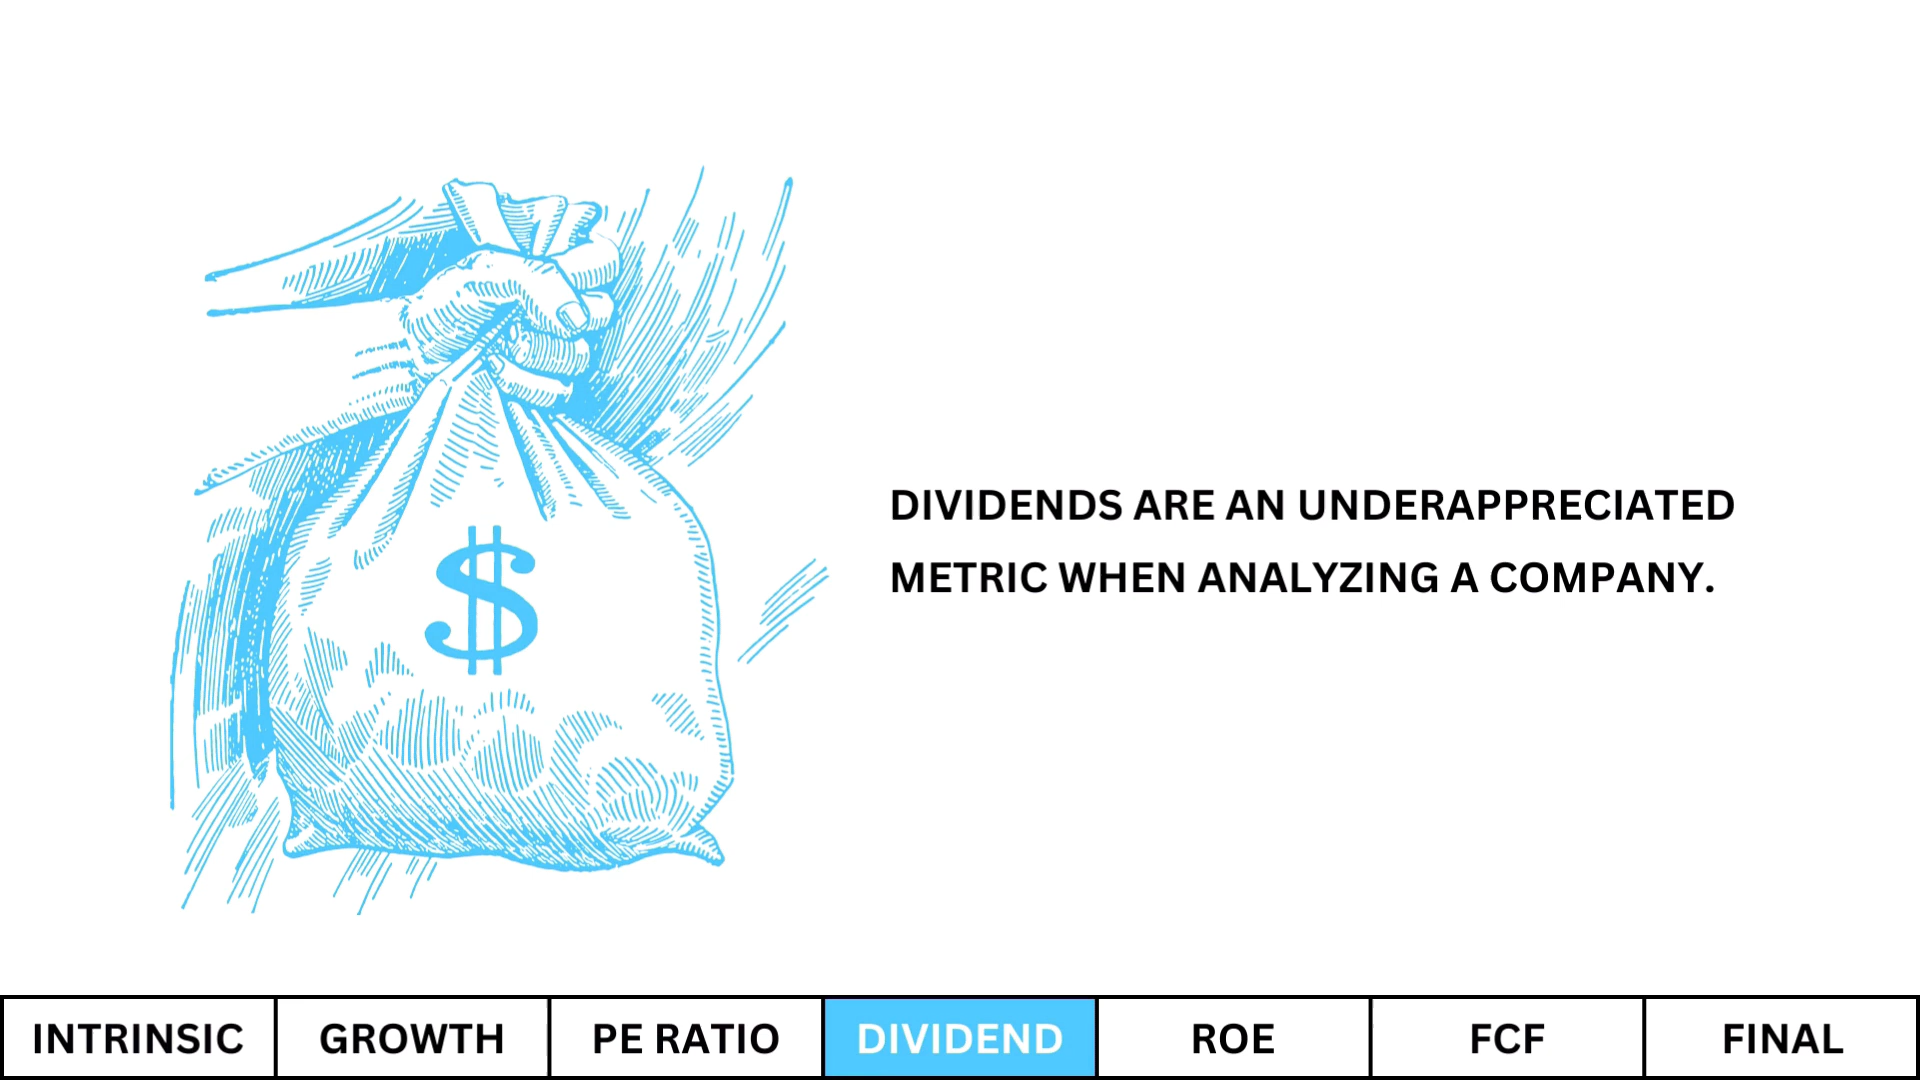 $
DIVIDENDS ARE AN UNDERAPPRECIATED
METRIC WHEN ANALYZING A COMPANY.
INTRINSIC GROWTH PE RATIO DIVIDEND ROE FCF FINAL